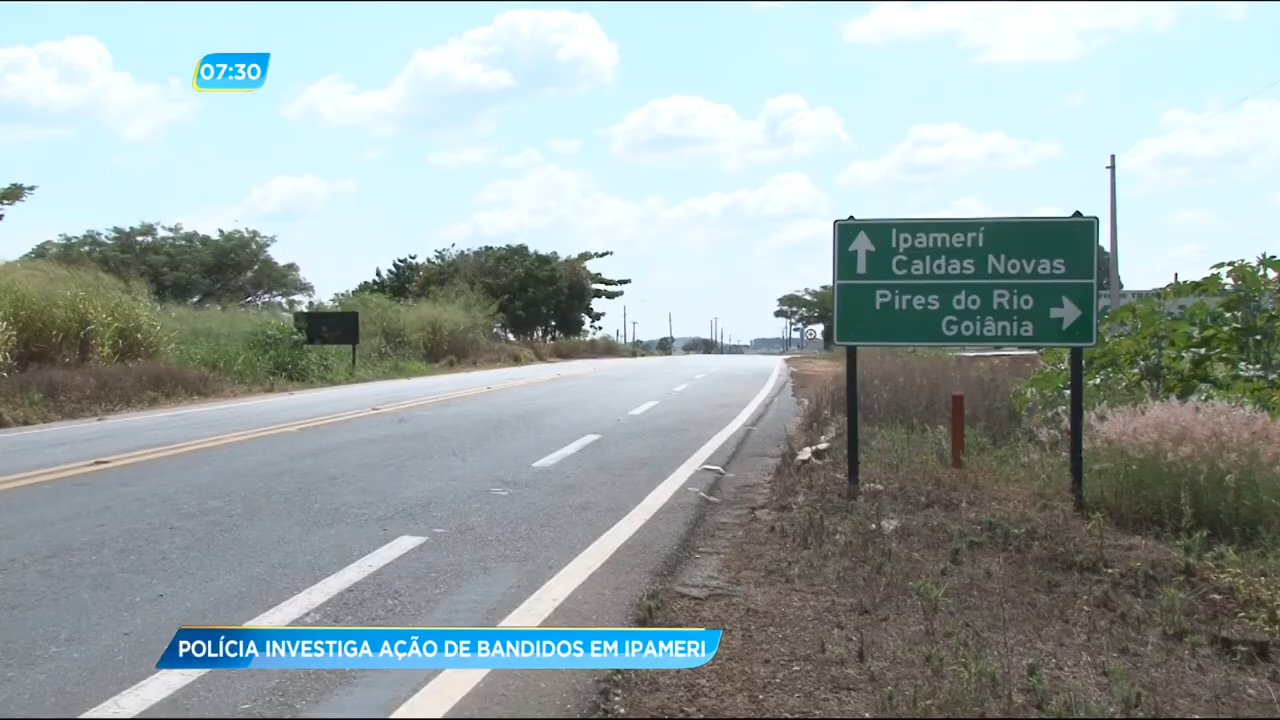 07:30
Ipamerí
Caldas Novas
Pires do Rio
Goiânia
POLÍCIA INVESTIGA AÇÃO DE BANDIDOS EM IPAMERI